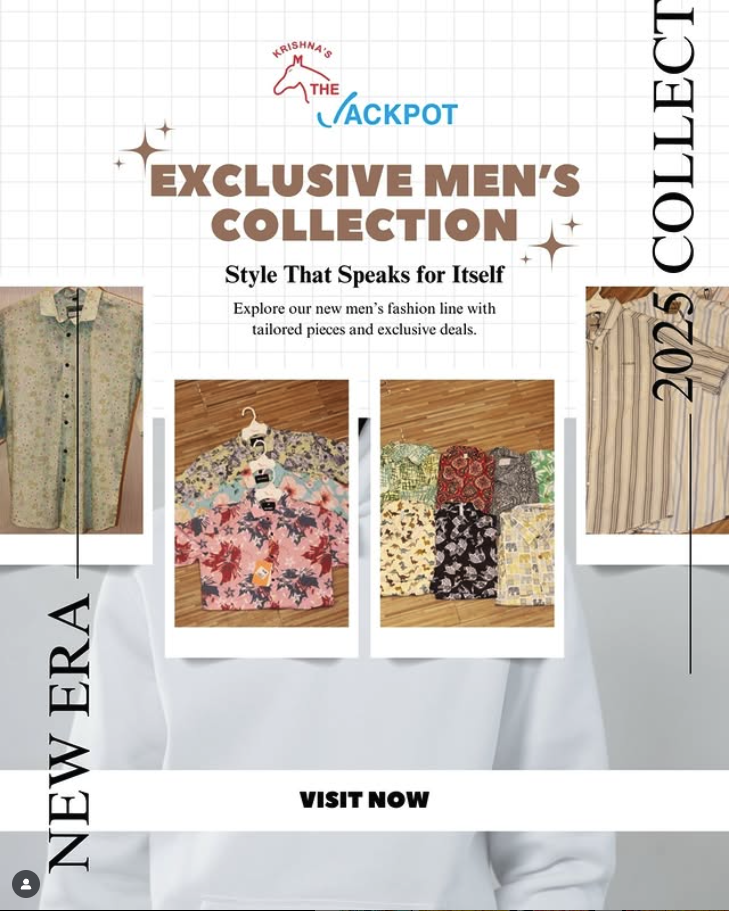 KRISHNA'S
THE
JACKPOT
EXCLUSIVE MEN'S
COLLECTION
Style That Speaks for Itself
Explore our new men's fashion line with
tailored pieces and exclusive deals.
2025 COLLECT
NEW ERA
VISIT NOW